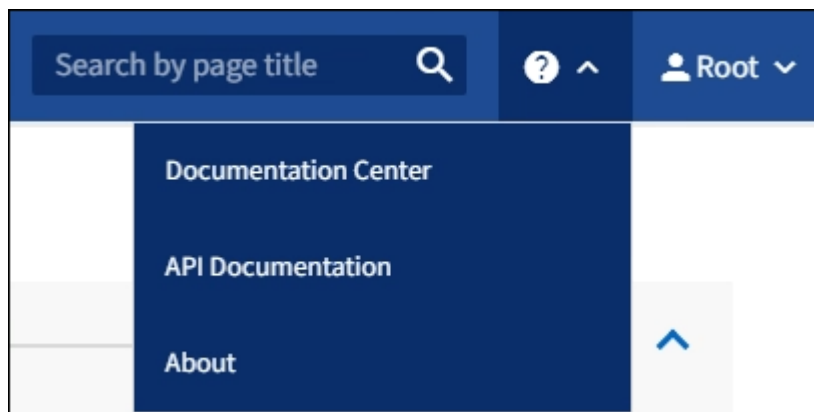 Search by page title
Root
Documentation Center
API Documentation
About